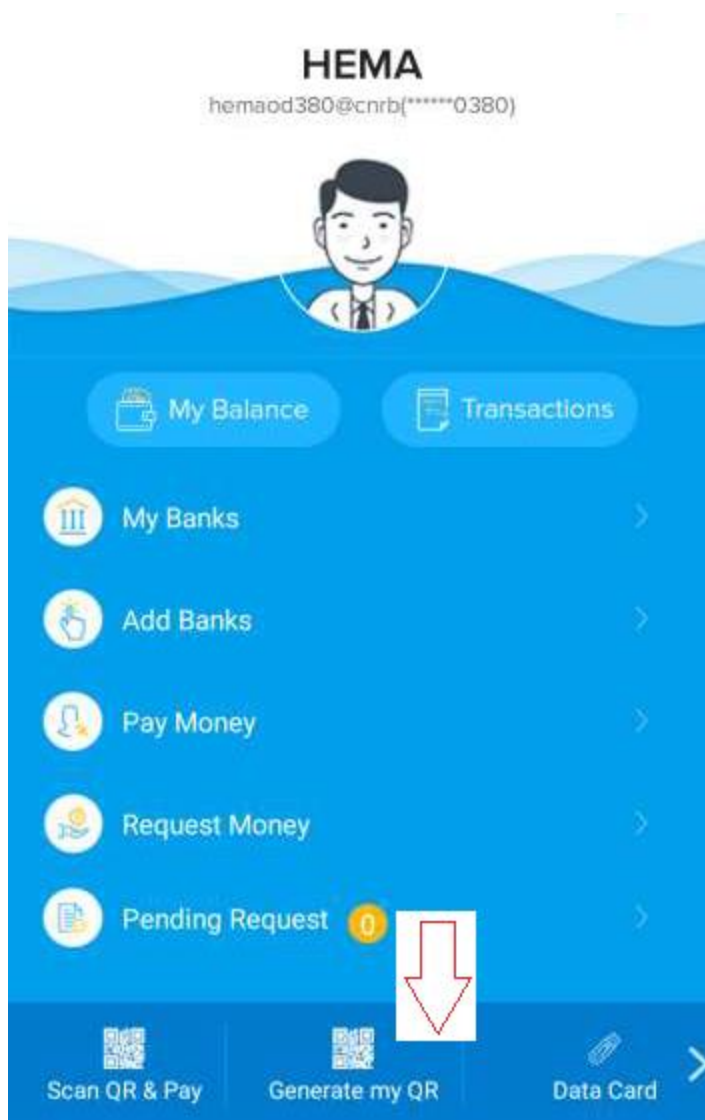 HEMA
hemaod380@cnrb(******0380)
My Balance
Transactions
My Banks
Add Banks
Pay Money
Request Money
Pending Request 0
Scan QR & Pay
Generate my QR
Data Card